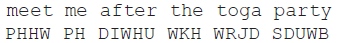 meet me after the toga party
PHHW PH DIWHU WKH WRJD SDUWB